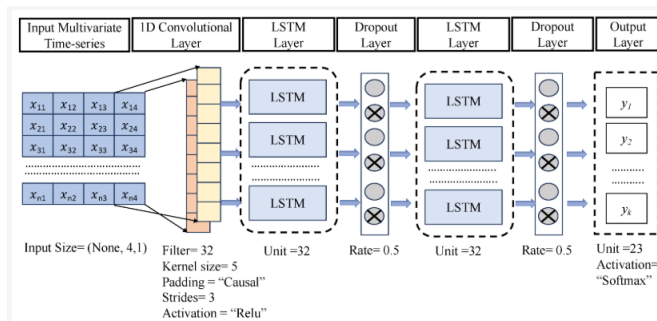 Input Multivariate
Time-series
1D Convolutional
Layer
LSTM
Layer
Dropout
Layer
LSTM
Layer
Dropout
Layer
Output
Layer
x11 x12 x13 x14
x21 x22 x23 x24
x31 x32 x33 x34
xn1 xn2 xn3 xn4
LSTM
LSTM
LSTM
LSTM
LSTM
LSTM
y1
y2
yk
Input Size= (None, 4,1)
Filter= 32
Kernel size= 5
Padding = “Causal”
Strides= 3
Activation = “Relu”
Unit =32
Rate= 0.5
Unit =32
Rate= 0.5
Unit =23
Activation=
“Softmax”